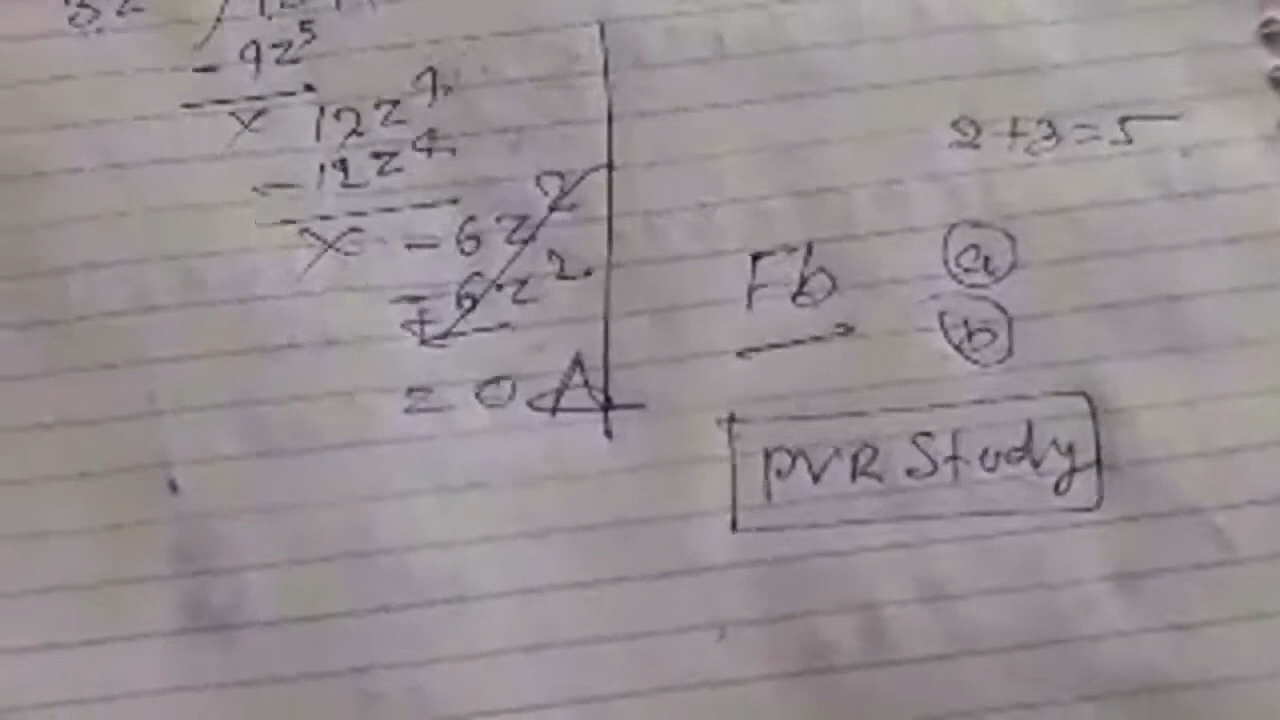 - 9z⁵
x 12z⁴
- 12z⁴
x - 6z²
- 6z²
+
= 0 A
2+3=5
Fb
(a)
(b)
PVR Study